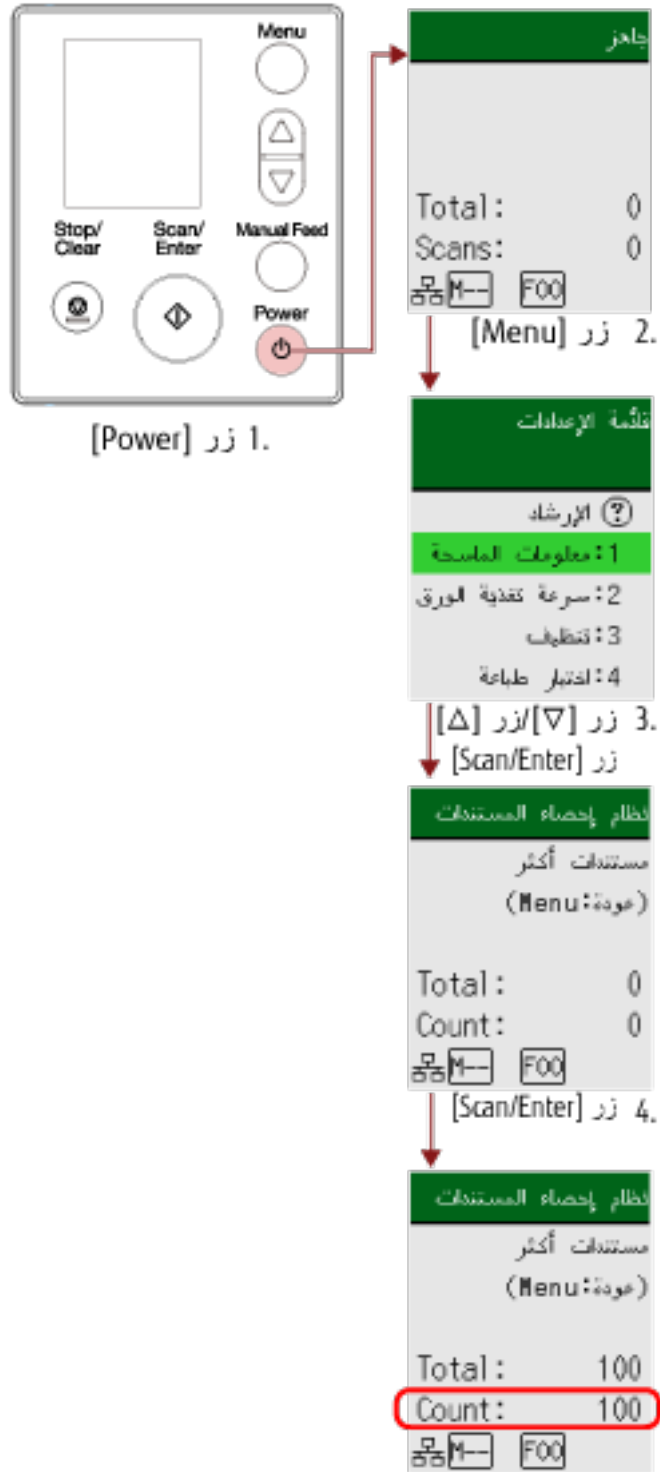 Menu
Stop/
Clear
Scan/
Enter
Manual Feed
Power
1. زر [Power]
جاهز
Total: 0
Scans: 0
M-- F00
2. زر [Menu]
قائمة الإعدادات
? الإرشاد
1:معلومات الماسحة
2:سرعة تغذية الورق
3:تنظيف
4:اختبار طباعة
3. زر [▽]/زر [△]
زر [Scan/Enter]
نظام إحصاء المستندات
مستندات أكثر
(عودة:Menu)
Total: 0
Count: 0
M-- F00
4. زر [Scan/Enter]
نظام إحصاء المستندات
مستندات أكثر
(عودة:Menu)
Total: 100
Count: 100
M-- F00